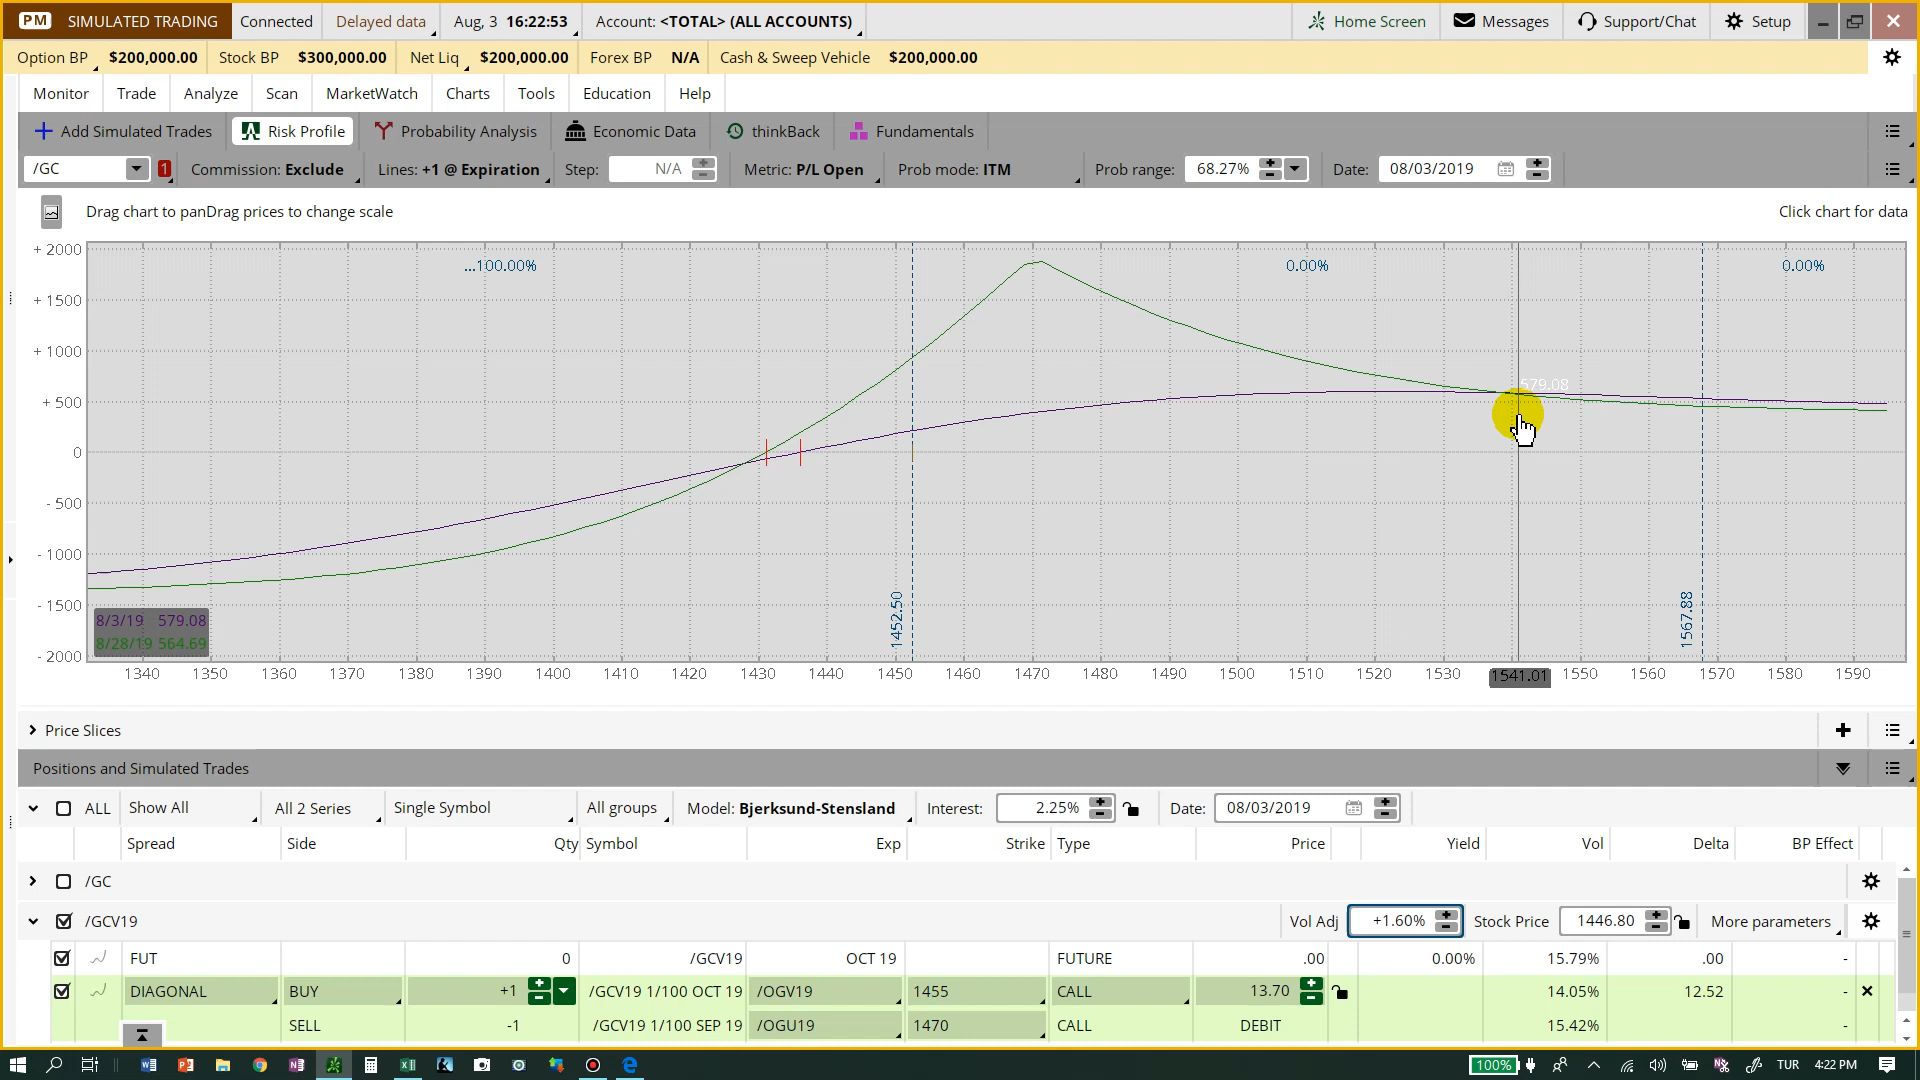 PM SIMULATED TRADING Connected Delayed data Aug, 3 16:22:53 Account: <TOTAL> (ALL ACCOUNTS) Home Screen Messages Support/Chat Setup
Option BP $200,000.00 Stock BP $300,000.00 Net Liq $200,000.00 Forex BP N/A Cash & Sweep Vehicle $200,000.00
Monitor Trade Analyze Scan MarketWatch Charts Tools Education Help
Add Simulated Trades Risk Profile Probability Analysis Economic Data thinkBack Fundamentals
/GC 1 Commission: Exclude Lines: +1 @ Expiration Step: N/A Metric: P/L Open Prob mode: ITM Prob range: 68.27% Date: 08/03/2019
Drag chart to panDrag prices to change scale Click chart for data
+ 2000
...100.00% 0.00% 0.00%
+ 1500
+ 1000
579.08
+ 500
0
- 500
- 1000
- 1500
1452.50 1567.88
8/3/19 579.08
8/28/19 564.69
- 2000
1340 1350 1360 1370 1380 1390 1400 1410 1420 1430 1440 1450 1460 1470 1480 1490 1500 1510 1520 1530 1541.01 1550 1560 1570 1580 1590
Price Slices
Positions and Simulated Trades
ALL Show All All 2 Series Single Symbol All groups Model: Bjerksund-Stensland Interest: 2.25% Date: 08/03/2019
Spread Side Qty Symbol Exp Strike Type Price Yield Vol Delta BP Effect
/GC
/GCV19 Vol Adj +1.60% Stock Price 1446.80 More parameters
FUT 0 /GCV19 OCT 19 FUTURE .00 0.00% 15.79% .00 -
DIAGONAL BUY +1 /GCV19 1/100 OCT 19 /OGV19 1455 CALL 13.70 14.05% 12.52 -
SELL -1 /GCV19 1/100 SEP 19 /OGU19 1470 CALL DEBIT 15.42% -
100% TUR 4:22 PM